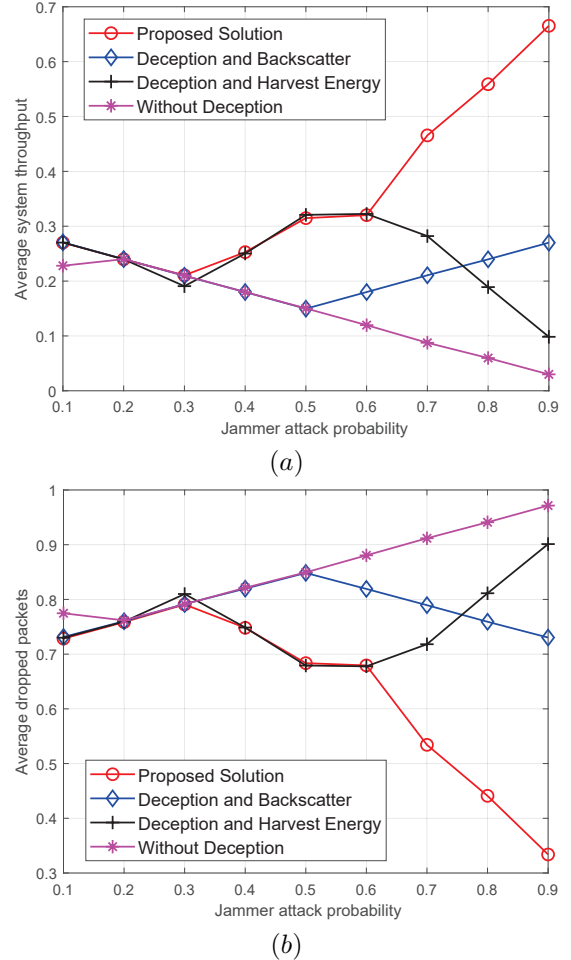 0.7
0.6
0.5
0.4
0.3
0.2
0.1
0
Average system throughput
Proposed Solution
Deception and Backscatter
Deception and Harvest Energy
Without Deception
0.1 0.2 0.3 0.4 0.5 0.6 0.7 0.8 0.9
Jammer attack probability
(a)
1
0.9
0.8
0.7
0.6
0.5
0.4
0.3
Average dropped packets
Proposed Solution
Deception and Backscatter
Deception and Harvest Energy
Without Deception
0.1 0.2 0.3 0.4 0.5 0.6 0.7 0.8 0.9
Jammer attack probability
(b)